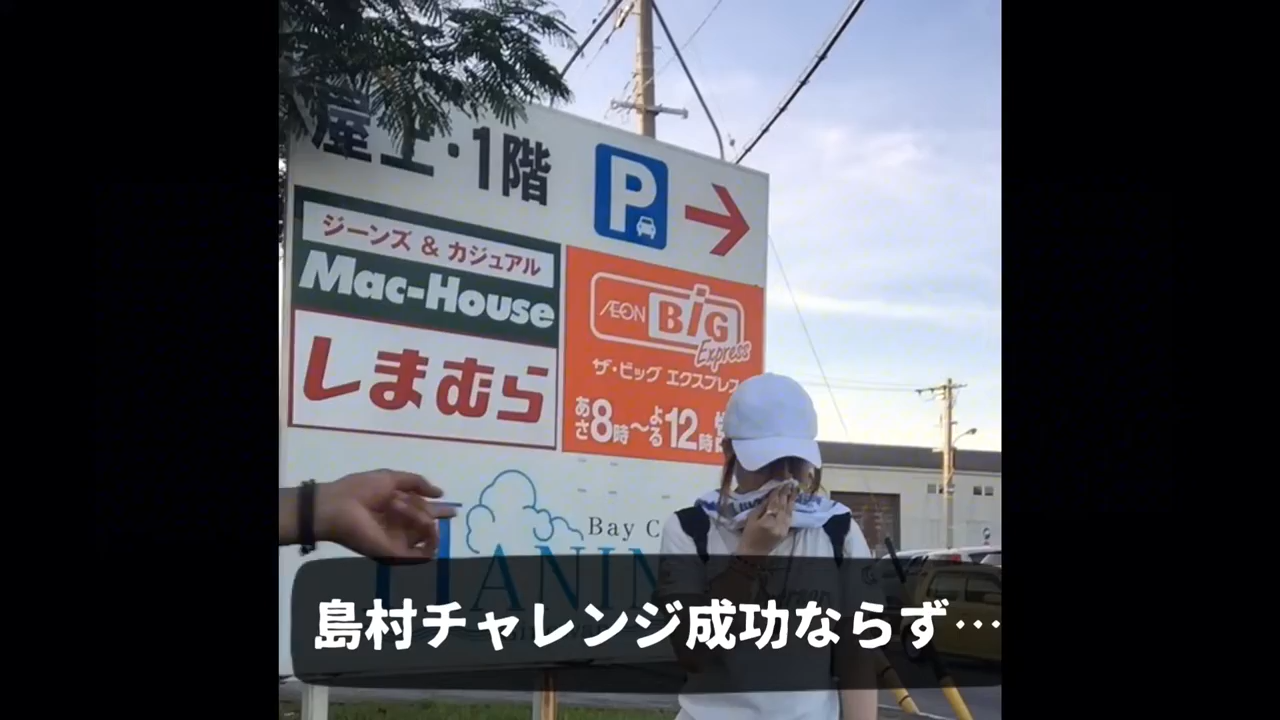 屋上・1階 P
ジーンズ & カジュアル
Mac-House
しまむら
ÆON BiG
Express
ザ・ビッグ エクスプレス
あさ8時～よる12時
Bay C
HANIN
島村チャレンジ成功ならず…